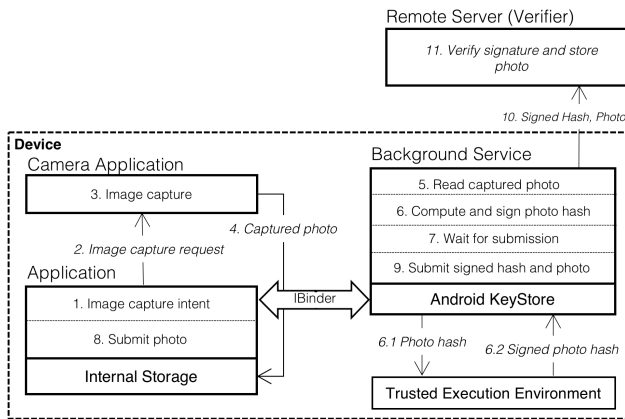 Remote Server (Verifier)
11. Verify signature and store
photo
10. Signed Hash, Photo
Device
Camera Application
3. Image capture
4. Captured photo
2. Image capture request
Application
1. Image capture intent
8. Submit photo
Internal Storage
IBinder
Background Service
5. Read captured photo
6. Compute and sign photo hash
7. Wait for submission
9. Submit signed hash and photo
Android KeyStore
6.1 Photo hash
6.2 Signed photo hash
Trusted Execution Environment